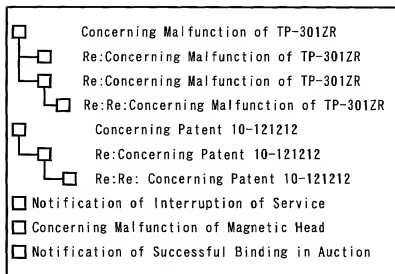 Concerning Malfunction of TP-301ZR
Re:Concerning Malfunction of TP-301ZR
Re:Concerning Malfunction of TP-301ZR
Re:Re:Concerning Malfunction of TP-301ZR
Concerning Patent 10-121212
Re:Concerning Patent 10-121212
Re:Re: Concerning Patent 10-121212
Notification of Interruption of Service
Concerning Malfunction of Magnetic Head
Notification of Successful Binding in Auction